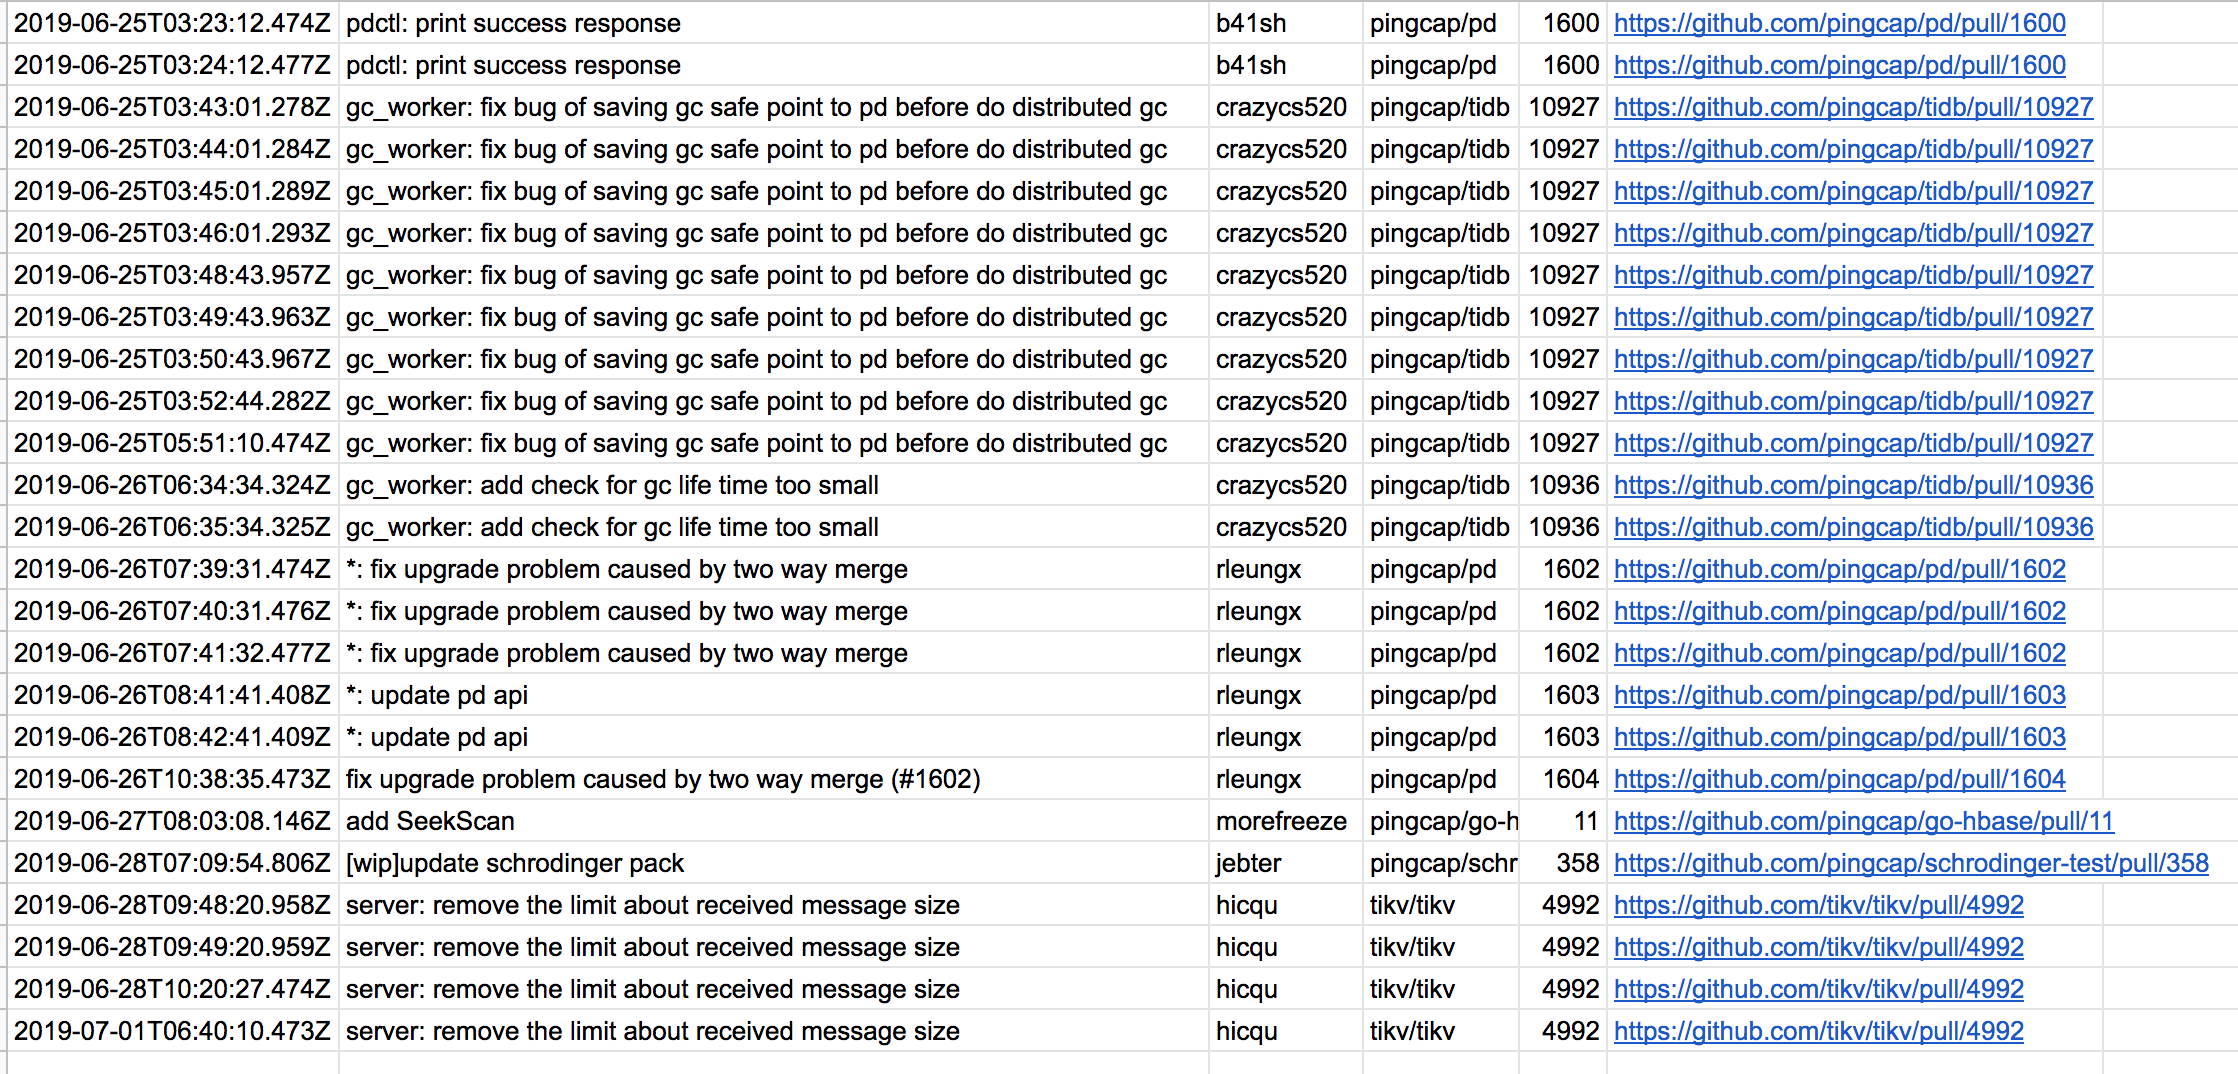 2019-06-25T03:23:12.474Z pdctl: print success response b41sh pingcap/pd 1600 https://github.com/pingcap/pd/pull/1600
2019-06-25T03:24:12.477Z pdctl: print success response b41sh pingcap/pd 1600 https://github.com/pingcap/pd/pull/1600
2019-06-25T03:43:01.278Z gc_worker: fix bug of saving gc safe point to pd before do distributed gc crazycs520 pingcap/tidb 10927 https://github.com/pingcap/tidb/pull/10927
2019-06-25T03:44:01.284Z gc_worker: fix bug of saving gc safe point to pd before do distributed gc crazycs520 pingcap/tidb 10927 https://github.com/pingcap/tidb/pull/10927
2019-06-25T03:45:01.289Z gc_worker: fix bug of saving gc safe point to pd before do distributed gc crazycs520 pingcap/tidb 10927 https://github.com/pingcap/tidb/pull/10927
2019-06-25T03:46:01.293Z gc_worker: fix bug of saving gc safe point to pd before do distributed gc crazycs520 pingcap/tidb 10927 https://github.com/pingcap/tidb/pull/10927
2019-06-25T03:48:43.957Z gc_worker: fix bug of saving gc safe point to pd before do distributed gc crazycs520 pingcap/tidb 10927 https://github.com/pingcap/tidb/pull/10927
2019-06-25T03:49:43.963Z gc_worker: fix bug of saving gc safe point to pd before do distributed gc crazycs520 pingcap/tidb 10927 https://github.com/pingcap/tidb/pull/10927
2019-06-25T03:50:43.967Z gc_worker: fix bug of saving gc safe point to pd before do distributed gc crazycs520 pingcap/tidb 10927 https://github.com/pingcap/tidb/pull/10927
2019-06-25T03:52:44.282Z gc_worker: fix bug of saving gc safe point to pd before do distributed gc crazycs520 pingcap/tidb 10927 https://github.com/pingcap/tidb/pull/10927
2019-06-25T05:51:10.474Z gc_worker: fix bug of saving gc safe point to pd before do distributed gc crazycs520 pingcap/tidb 10927 https://github.com/pingcap/tidb/pull/10927
2019-06-26T06:34:34.324Z gc_worker: add check for gc life time too small crazycs520 pingcap/tidb 10936 https://github.com/pingcap/tidb/pull/10936
2019-06-26T06:35:34.325Z gc_worker: add check for gc life time too small crazycs520 pingcap/tidb 10936 https://github.com/pingcap/tidb/pull/10936
2019-06-26T07:39:31.474Z *: fix upgrade problem caused by two way merge rleungx pingcap/pd 1602 https://github.com/pingcap/pd/pull/1602
2019-06-26T07:40:31.476Z *: fix upgrade problem caused by two way merge rleungx pingcap/pd 1602 https://github.com/pingcap/pd/pull/1602
2019-06-26T07:41:32.477Z *: fix upgrade problem caused by two way merge rleungx pingcap/pd 1602 https://github.com/pingcap/pd/pull/1602
2019-06-26T08:41:41.408Z *: update pd api rleungx pingcap/pd 1603 https://github.com/pingcap/pd/pull/1603
2019-06-26T08:42:41.409Z *: update pd api rleungx pingcap/pd 1603 https://github.com/pingcap/pd/pull/1603
2019-06-26T10:38:35.473Z fix upgrade problem caused by two way merge (#1602) rleungx pingcap/pd 1604 https://github.com/pingcap/pd/pull/1604
2019-06-27T08:03:08.146Z add SeekScan morefreeze pingcap/go-h 11 https://github.com/pingcap/go-hbase/pull/11
2019-06-28T07:09:54.806Z [wip]update schrodinger pack jebter pingcap/schr 358 https://github.com/pingcap/schrodinger-test/pull/358
2019-06-28T09:48:20.958Z server: remove the limit about received message size hicqu tikv/tikv 4992 https://github.com/tikv/tikv/pull/4992
2019-06-28T09:49:20.959Z server: remove the limit about received message size hicqu tikv/tikv 4992 https://github.com/tikv/tikv/pull/4992
2019-06-28T10:20:27.474Z server: remove the limit about received message size hicqu tikv/tikv 4992 https://github.com/tikv/tikv/pull/4992
2019-07-01T06:40:10.473Z server: remove the limit about received message size hicqu tikv/tikv 4992 https://github.com/tikv/tikv/pull/4992